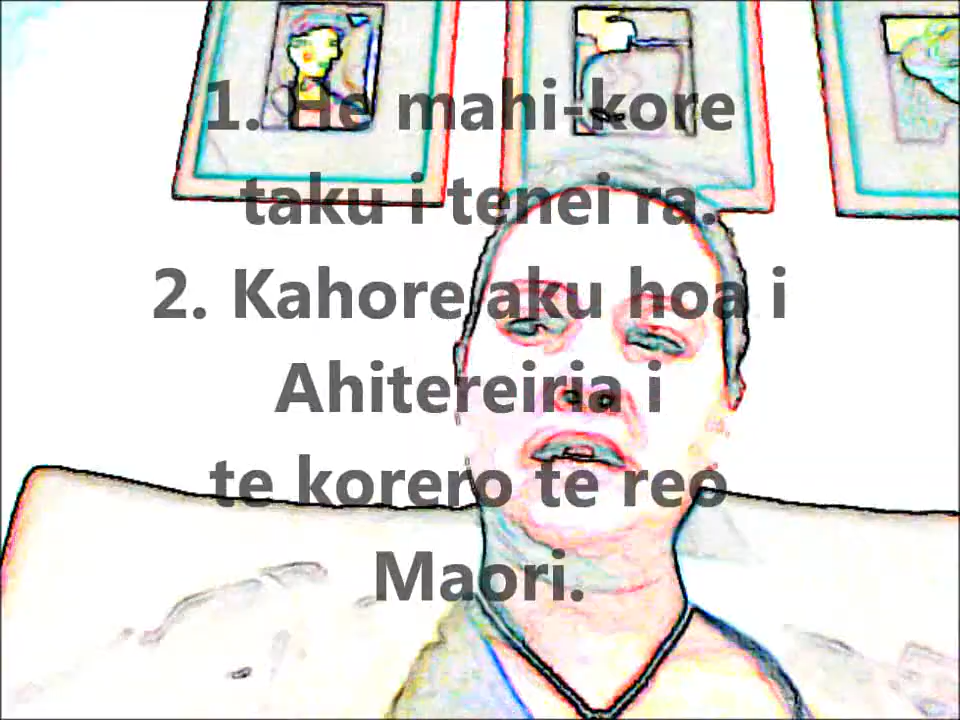 1. He mahi-kore
taku i tenei ra.
2. Kahore aku hoa i
Ahitereiria i
te korero te reo
Maori.